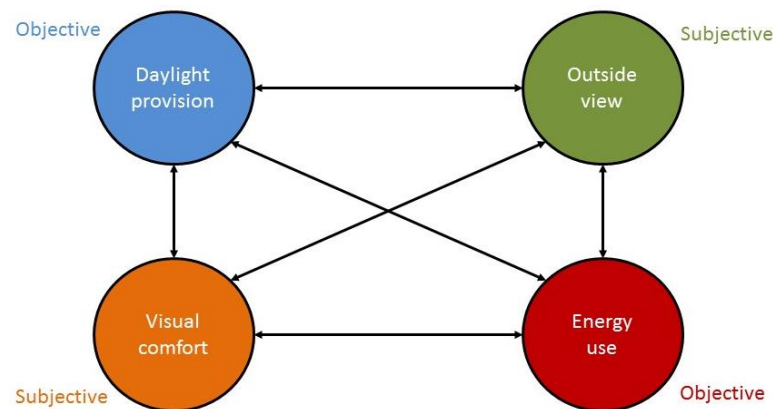 Objective
Subjective
Daylight
provision
Outside
view
Visual
comfort
Energy
use
Subjective
Objective